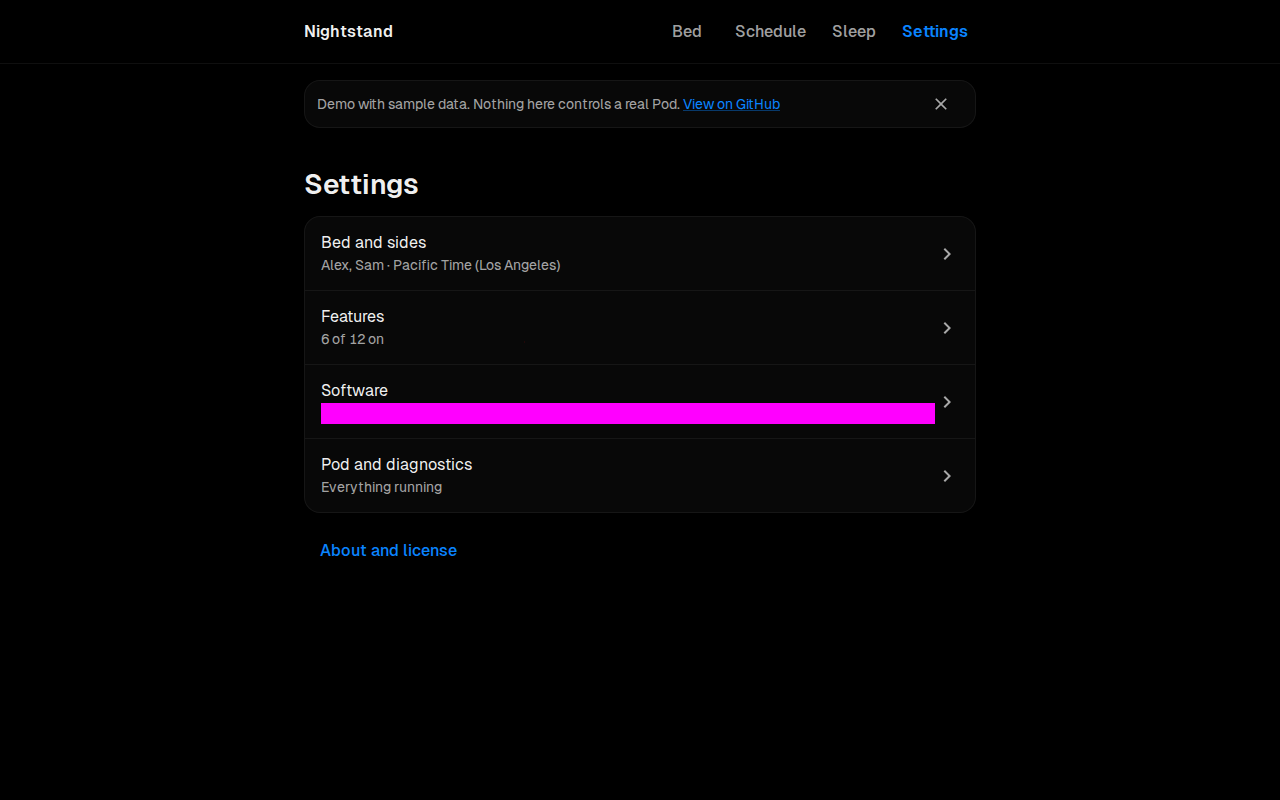 Nightstand
Bed
Schedule
Sleep
Settings
Demo with sample data. Nothing here controls a real Pod. View on GitHub
Settings
Bed and sides
Alex, Sam · Pacific Time (Los Angeles)
Features
6 of 12 on
Software
Pod and diagnostics
Everything running
About and license